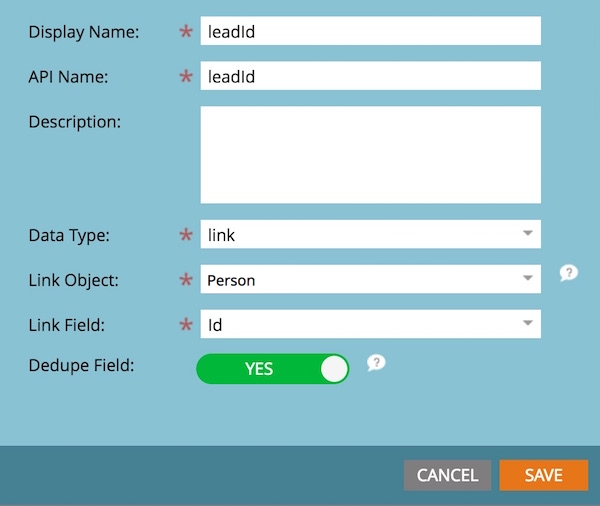 Display Name: * leadId
API Name: * leadId
Description:
Data Type: * link
Link Object: * Person ?
Link Field: * Id
Dedupe Field: YES ?
CANCEL SAVE